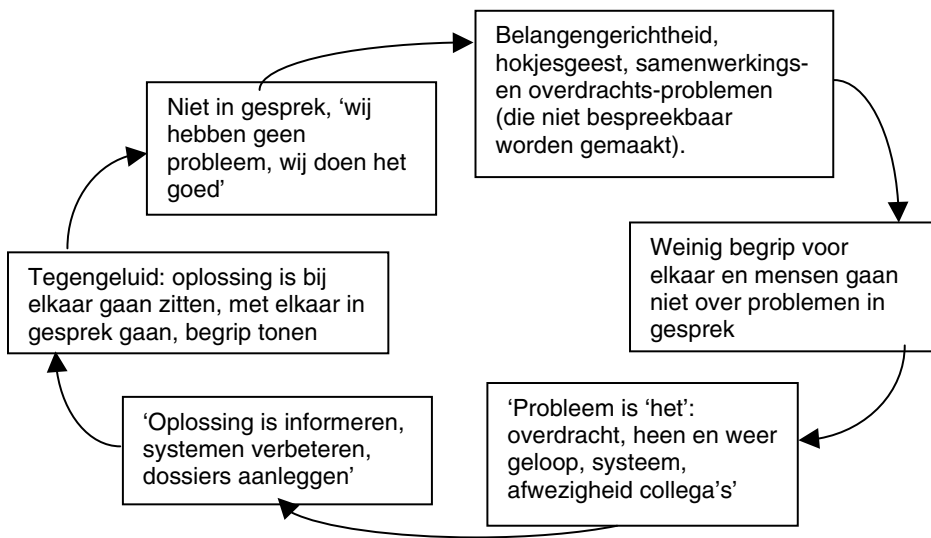 Belangengerichtheid,
hokjesgeest, samenwerkings-
en overdrachts-problemen
(die niet bespreekbaar
worden gemaakt).
Weinig begrip voor
elkaar en mensen gaan
niet over problemen in
gesprek
‘Probleem is ‘het’:
overdracht, heen en weer
geloop, systeem,
afwezigheid collega’s’
‘Oplossing is informeren,
systemen verbeteren,
dossiers aanleggen’
Tegengeluid: oplossing is bij
elkaar gaan zitten, met elkaar in
gesprek gaan, begrip tonen
Niet in gesprek, ‘wij
hebben geen
probleem, wij doen het
goed’